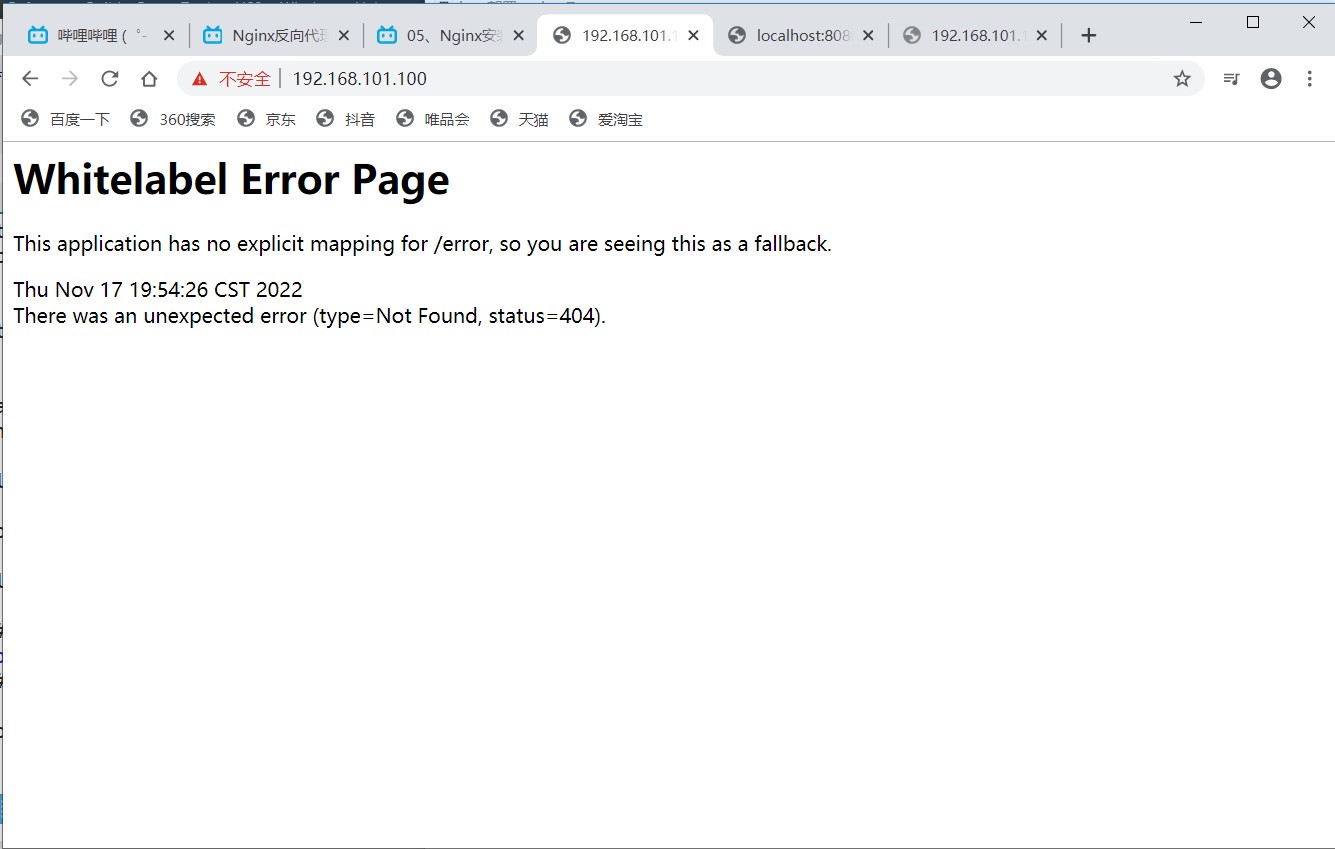 哔哩哔哩 ( ゜-
Nginx反向代理
05、Nginx安装
192.168.101.1
localhost:808
192.168.101.1
不安全
192.168.101.100
百度一下
360搜索
京东
抖音
唯品会
天猫
爱淘宝
Whitelabel Error Page
This application has no explicit mapping for /error, so you are seeing this as a fallback.
Thu Nov 17 19:54:26 CST 2022
There was an unexpected error (type=Not Found, status=404).